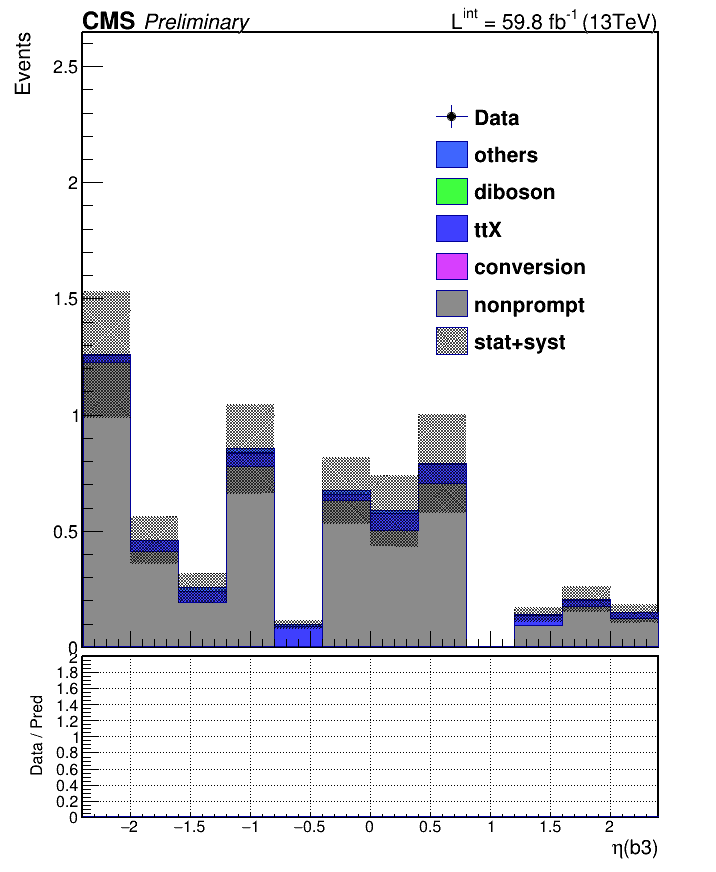 CMS Preliminary
L^int = 59.8 fb^-1 (13TeV)
Events
2.5
2
1.5
1
0.5
0
Data
others
diboson
ttX
conversion
nonprompt
stat+syst
Data / Pred
2
1.8
1.6
1.4
1.2
1
0.8
0.6
0.4
0.2
0
−2 −1.5 −1 −0.5 0 0.5 1 1.5 2
η(b3)